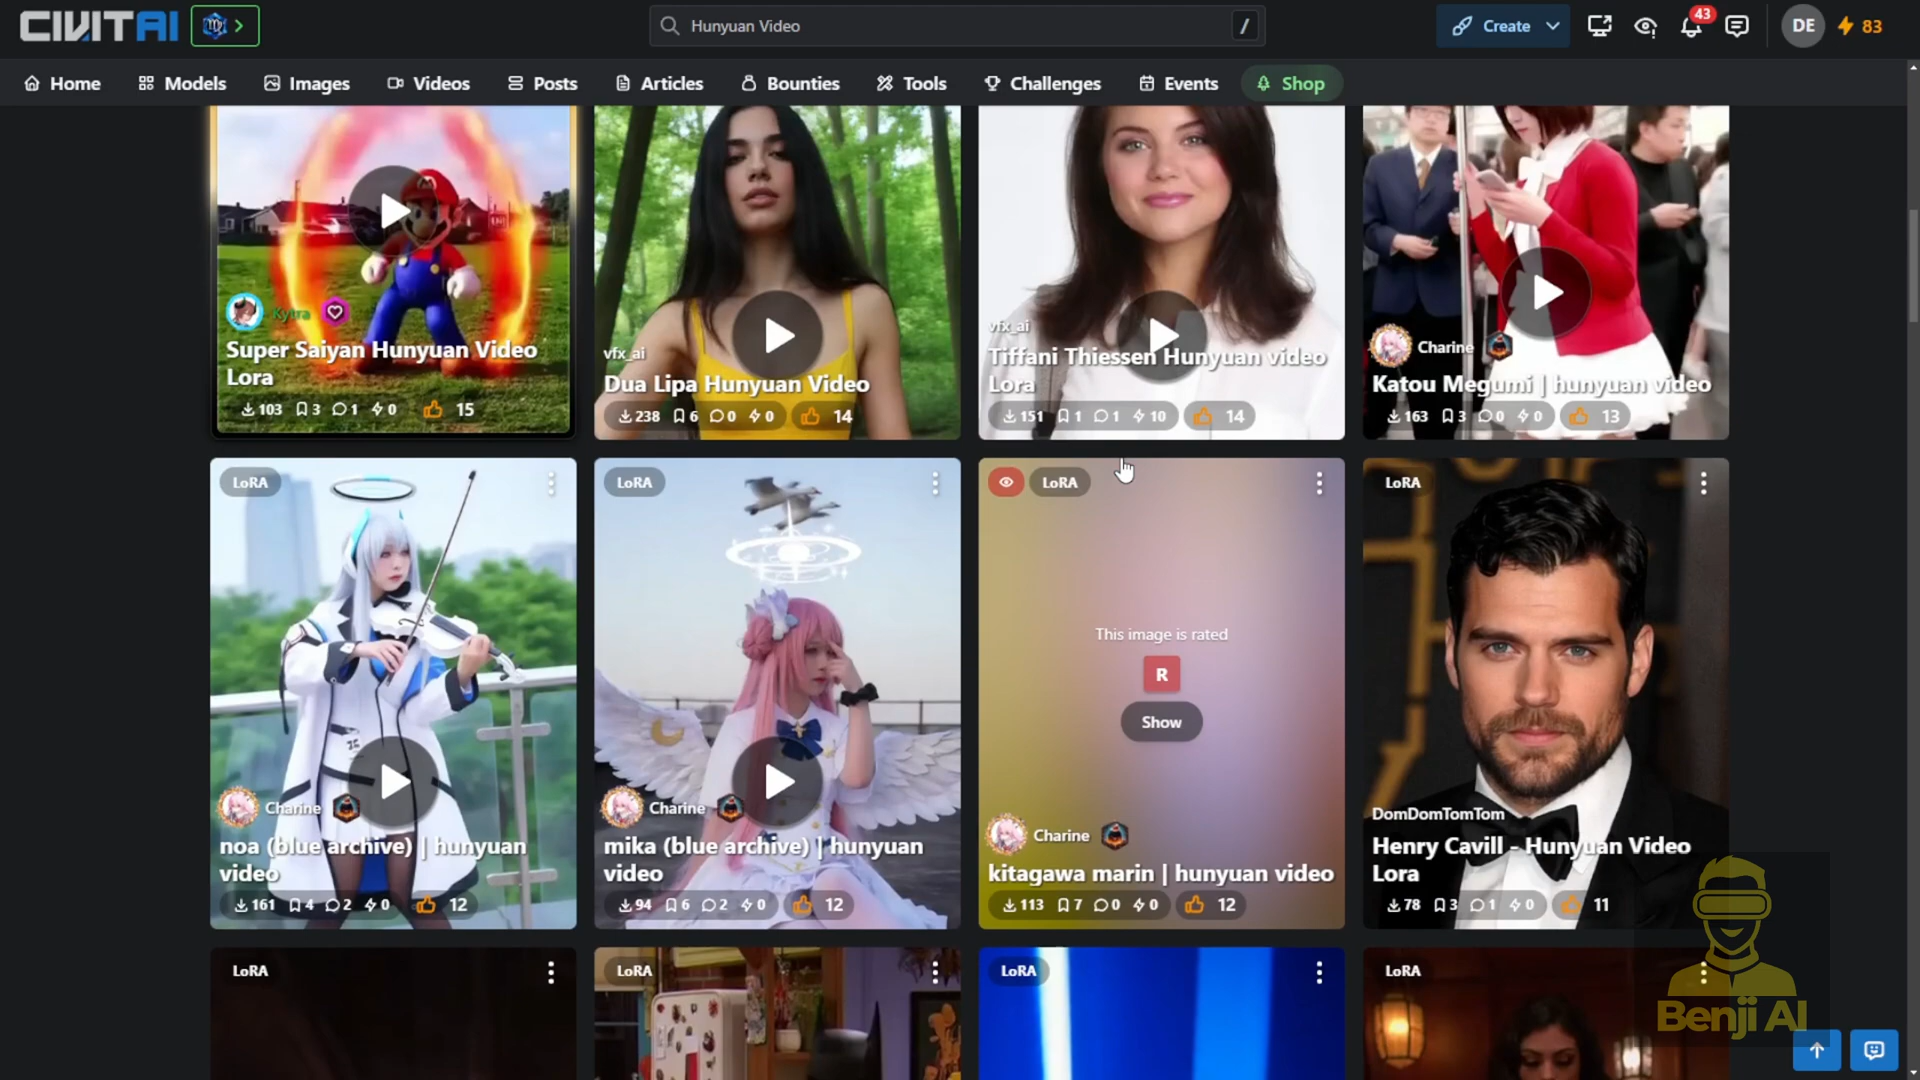 CIVITAI
Hunyuan Video
/
Create
43
DE
83
Home
Models
Images
Videos
Posts
Articles
Bounties
Tools
Challenges
Events
Shop
Kytra
Super Saiyan Hunyuan Video
Lora
103 3 1 0 15
vfx_ai
Dua Lipa Hunyuan Video
238 6 0 0 14
vfx_ai
Tiffani Thiessen Hunyuan video
Lora
151 1 1 10 14
Charine
Katou Megumi | hunyuan video
163 3 0 0 13
LoRA
Charine
noa (blue archive) | hunyuan
video
161 4 2 0 12
LoRA
Charine
mika (blue archive) | hunyuan
video
94 6 2 0 12
LoRA
This image is rated
R
Show
Charine
kitagawa marin | hunyuan video
113 7 0 0 12
LoRA
DomDomTomTom
Henry Cavill - Hunyuan Video
Lora
78 3 1 0 11
LoRA
LoRA
LoRA
LoRA
Benji AI